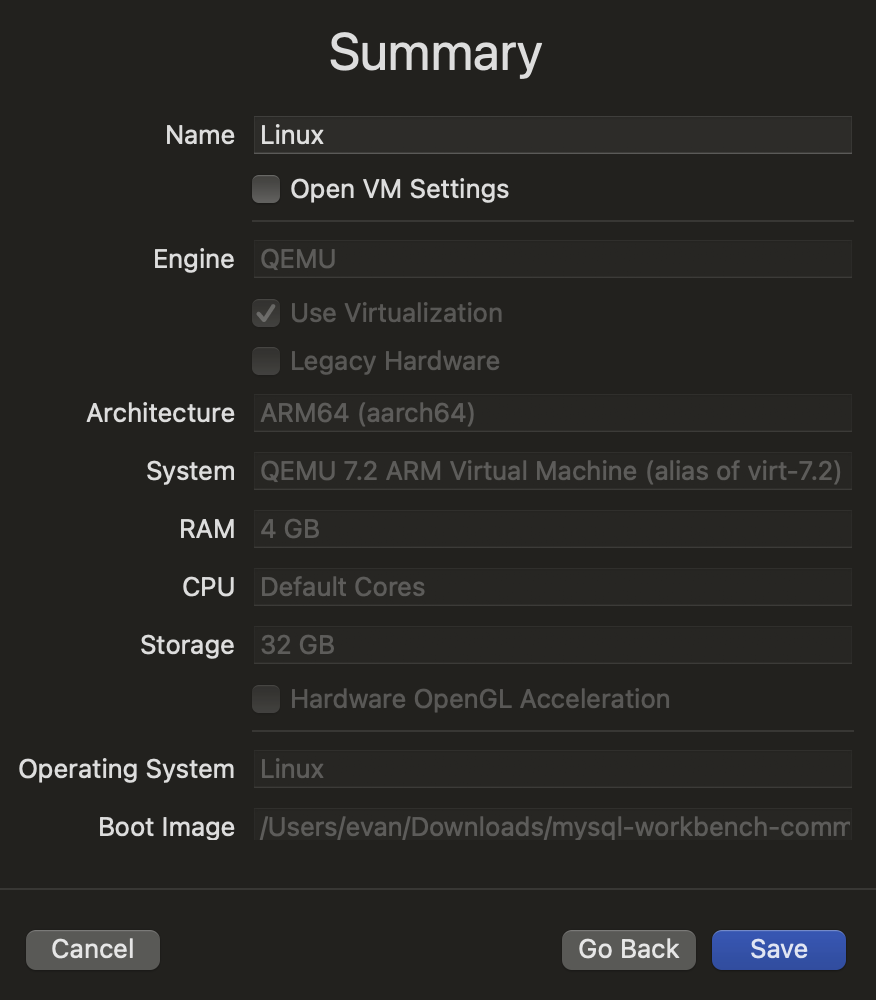 Summary
Name Linux
Open VM Settings
Engine QEMU
Use Virtualization
Legacy Hardware
Architecture ARM64 (aarch64)
System QEMU 7.2 ARM Virtual Machine (alias of virt-7.2)
RAM 4 GB
CPU Default Cores
Storage 32 GB
Hardware OpenGL Acceleration
Operating System Linux
Boot Image /Users/evan/Downloads/mysql-workbench-comm
Cancel Go Back Save